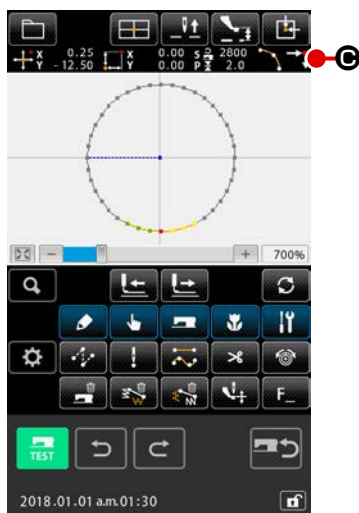 C
X 0.25 X 0.00 S 2800
Y -12.50 Y 0.00 P 2.0
− + 700%
F_
TEST
2018.01.01 a.m.01:30